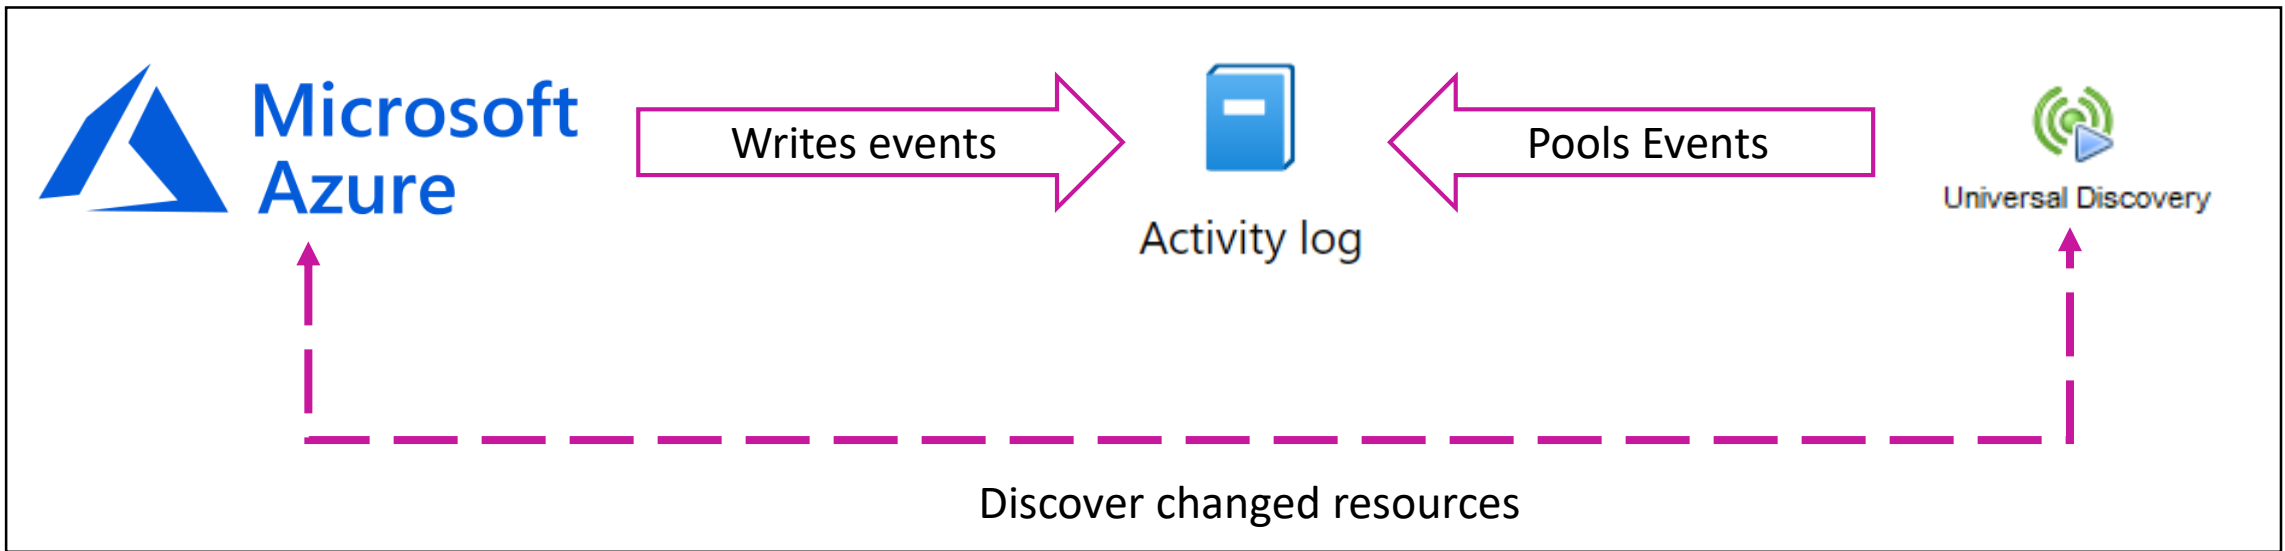 Microsoft
Azure
Writes events
Activity log
Pools Events
Universal Discovery
Discover changed resources